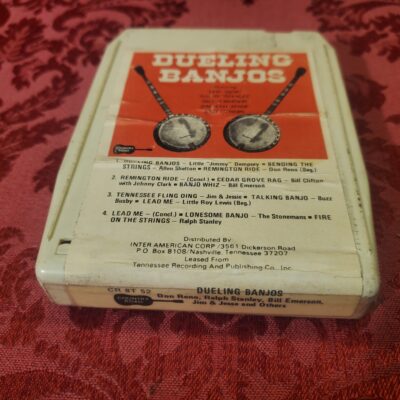 DUELING
BANJOS
1. DUELING BANJOS — Little "Jimmy" Dempsey • BENDING THE
STRINGS — Allen Shelton • REMINGTON RIDE — Don Reno (Beg.)
2. REMINGTON RIDE — (Concl.) • CEDAR GROVE RAG — Bill Clifton
with Johnny Clark • BANJO WHIZ — Bill Emerson
3. TENNESSEE FLING DING — Jim & Jessie • TALKING BANJO — Buzz
Busby • LEAD ME — Little Roy Lewis (Beg.)
4. LEAD ME — (Concl.) • LONESOME BANJO — The Stonemans • FIRE
ON THE STRINGS — Ralph Stanley
Distributed By:
INTER AMERICAN CORP./3561 Dickerson Road
P.O. Box 8108/Nashville, Tennessee 37207
Leased From
Tennessee Recording And Publishing Co., Inc.
CR 8T 52
DUELING BANJOS
Don Reno, Ralph Stanley, Bill Emerson,
Jim & Jesse and Others